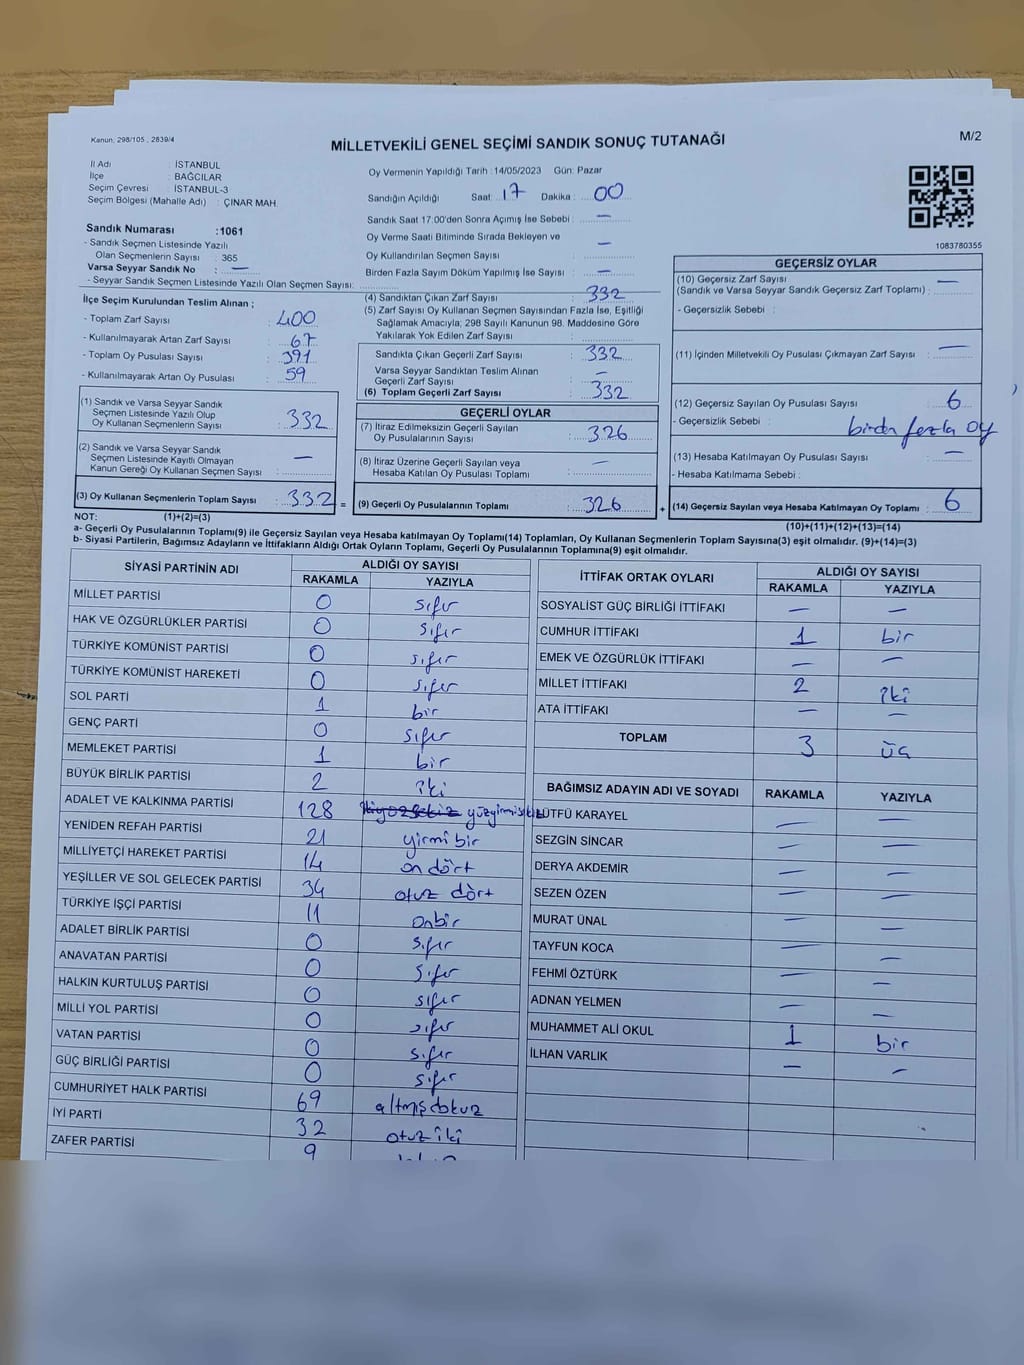 Kanun: 298/105 , 2839/4
MİLLETVEKİLİ GENEL SEÇİMİ SANDIK SONUÇ TUTANAĞI
M/2
İl Adı : İSTANBUL
İlçe : BAĞCILAR
Seçim Çevresi : İSTANBUL-3
Seçim Bölgesi (Mahalle Adı) : ÇINAR MAH.
Oy Vermenin Yapıldığı Tarih :14/05/2023 Gün: Pazar
Sandığın Açıldığı Saat : 17 Dakika : 00
Sandık Saat 17:00'den Sonra Açımış İse Sebebi : —
Oy Verme Saati Bitiminde Sırada Bekleyen ve
Oy Kullandırılan Seçmen Sayısı : —
Birden Fazla Sayım Döküm Yapılmış İse Sayısı : —
1083780355
Sandık Numarası :1061
- Sandık Seçmen Listesinde Yazılı
Olan Seçmenlerin Sayısı : 365
Varsa Seyyar Sandık No : —
- Seyyar Sandık Seçmen Listesinde Yazılı Olan Seçmen Sayısı:
İlçe Seçim Kurulundan Teslim Alınan ;
- Toplam Zarf Sayısı : 400
- Kullanılmayarak Artan Zarf Sayısı : 67
- Toplam Oy Pusulası Sayısı : 391
- Kullanılmayarak Artan Oy Pusulası : 59
(1) Sandık ve Varsa Seyyar Sandık
Seçmen Listesinde Yazılı Olup
Oy Kullanan Seçmenlerin Sayısı : 332
(2) Sandık ve Varsa Seyyar Sandık
Seçmen Listesinde Kayıtlı Olmayan
Kanun Gereği Oy Kullanan Seçmen Sayısı : —
(3) Oy Kullanan Seçmenlerin Toplam Sayısı : 332 =
(4) Sandıktan Çıkan Zarf Sayısı : 332
(5) Zarf Sayısı Oy Kullanan Seçmen Sayısından Fazla İse, Eşitliği
Sağlamak Amacıyla; 298 Sayılı Kanunun 98. Maddesine Göre
Yakılarak Yok Edilen Zarf Sayısı :
Sandıkta Çıkan Geçerli Zarf Sayısı : 332
Varsa Seyyar Sandıktan Teslim Alınan
Geçerli Zarf Sayısı : —
(6) Toplam Geçerli Zarf Sayısı : 332
GEÇERLİ OYLAR
(7) İtiraz Edilmeksizin Geçerli Sayılan
Oy Pusulalarının Sayısı : 326
(8) İtiraz Üzerine Geçerli Sayılan veya
Hesaba Katılan Oy Pusulası Toplamı : —
(9) Geçerli Oy Pusulalarının Toplamı : 326 +
GEÇERSİZ OYLAR
(10) Geçersiz Zarf Sayısı
(Sandık ve Varsa Seyyar Sandık Geçersiz Zarf Toplamı) : —
- Geçersizlik Sebebi :
(11) İçinden Milletvekili Oy Pusulası Çıkmayan Zarf Sayısı : —
(12) Geçersiz Sayılan Oy Pusulası Sayısı : 6
- Geçersizlik Sebebi : birden fazla oy
(13) Hesaba Katılmayan Oy Pusulası Sayısı : —
- Hesaba Katılmama Sebebi :
(14) Geçersiz Sayılan veya Hesaba Katılmayan Oy Toplamı : 6
NOT: (1)+(2)=(3)
(10)+(11)+(12)+(13)=(14)
a- Geçerli Oy Pusulalarının Toplamı(9) ile Geçersiz Sayılan veya Hesaba Katılmayan Oy Toplamı(14) Toplamları, Oy Kullanan Seçmenlerin Toplam Sayısına(3) eşit olmalıdır. (9)+(14)=(3)
b- Siyasi Partilerin, Bağımsız Adayların ve İttifakların Aldığı Ortak Oyların Toplamı, Geçerli Oy Pusulalarının Toplamına(9) eşit olmalıdır.
SİYASİ PARTİNİN ADI ALDIĞI OY SAYISI
RAKAMLA YAZIYLA
MİLLET PARTİSİ 0 sıfır
HAK VE ÖZGÜRLÜKLER PARTİSİ 0 sıfır
TÜRKİYE KOMÜNİST PARTİSİ 0 sıfır
TÜRKİYE KOMÜNİST HAREKETİ 0 sıfır
SOL PARTİ 1 bir
GENÇ PARTİ 0 sıfır
MEMLEKET PARTİSİ 1 bir
BÜYÜK BİRLİK PARTİSİ 2 iki
ADALET VE KALKINMA PARTİSİ 128 yüzyirmisekiz
YENİDEN REFAH PARTİSİ 21 yirmi bir
MİLLİYETÇİ HAREKET PARTİSİ 14 on dört
YEŞİLLER VE SOL GELECEK PARTİSİ 34 otuz dört
TÜRKİYE İŞÇİ PARTİSİ 11 onbir
ADALET BİRLİK PARTİSİ 0 sıfır
ANAVATAN PARTİSİ 0 sıfır
HALKIN KURTULUŞ PARTİSİ 0 sıfır
MİLLİ YOL PARTİSİ 0 sıfır
VATAN PARTİSİ 0 sıfır
GÜÇ BİRLİĞİ PARTİSİ 0 sıfır
CUMHURİYET HALK PARTİSİ 69 altmışdokuz
İYİ PARTİ 32 otuz iki
ZAFER PARTİSİ 9
İTTİFAK ORTAK OYLARI ALDIĞI OY SAYISI
RAKAMLA YAZIYLA
SOSYALİST GÜÇ BİRLİĞİ İTTİFAKI — —
CUMHUR İTTİFAKI 1 bir
EMEK VE ÖZGÜRLÜK İTTİFAKI — —
MİLLET İTTİFAKI 2 iki
ATA İTTİFAKI — —
TOPLAM 3 üç
BAĞIMSIZ ADAYIN ADI VE SOYADI RAKAMLA YAZIYLA
LÜTFÜ KARAYEL — —
SEZGİN SİNCAR — —
DERYA AKDEMİR — —
SEZEN ÖZEN — —
MURAT ÜNAL — —
TAYFUN KOCA — —
FEHMİ ÖZTÜRK — —
ADNAN YELMEN — —
MUHAMMET ALİ OKUL 1 bir
İLHAN VARLIK — —